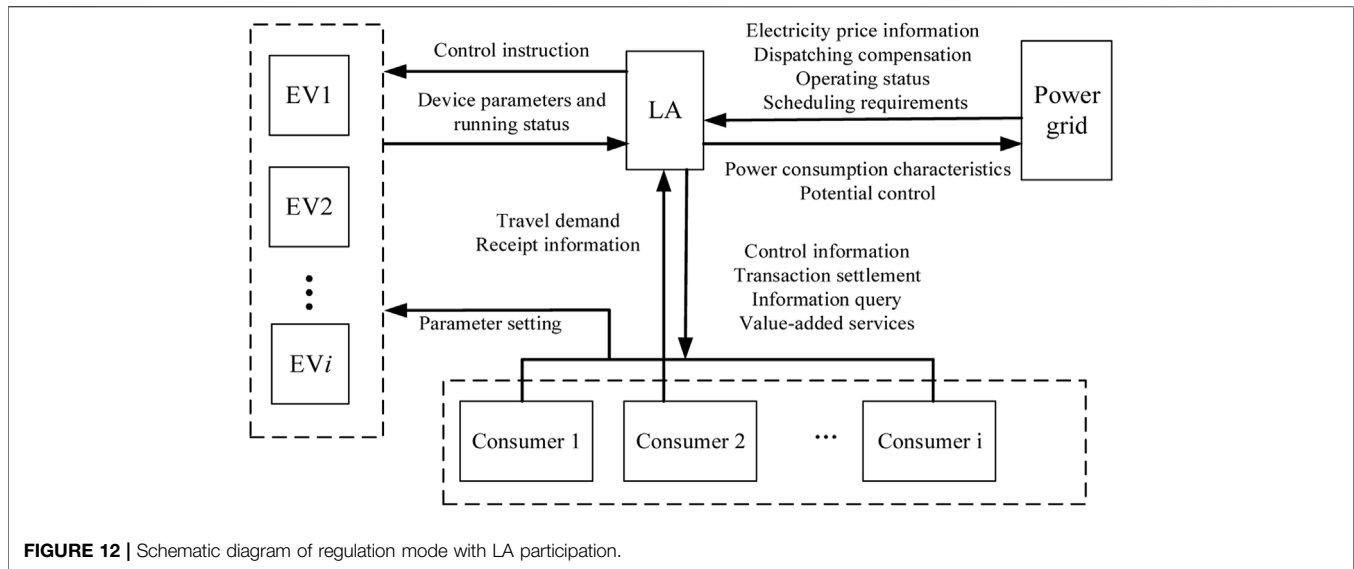 Control instruction
EV1
Device parameters and
running status
LA
Electricity price information
Dispatching compensation
Operating status
Scheduling requirements
Power
grid
Power consumption characteristics
Potential control
EV2
Travel demand
Receipt information
Control information
Transaction settlement
Information query
Value-added services
Parameter setting
EVi
Consumer 1
Consumer 2
...
Consumer i
FIGURE 12 | Schematic diagram of regulation mode with LA participation.